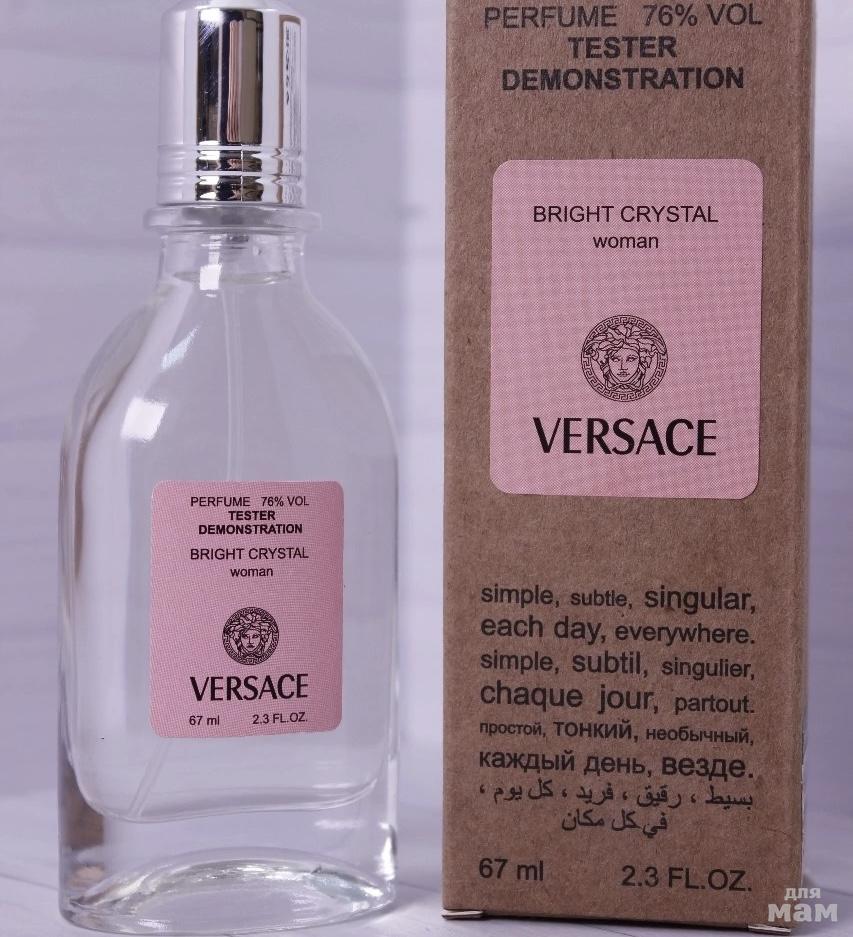 PERFUME 76% VOL
TESTER
DEMONSTRATION
BRIGHT CRYSTAL
woman
VERSACE
67 ml 2.3 FL.OZ.
PERFUME 76% VOL
TESTER
DEMONSTRATION
BRIGHT CRYSTAL
woman
VERSACE
simple, subtle, singular,
each day, everywhere.
simple, subtil, singulier,
chaque jour, partout.
простой, тонкий, необычный,
каждый день, везде.
بسيط ، رقيق ، فريد ، كل يوم ،
في كل مكان
67 ml 2.3 FL.OZ.
для
мам